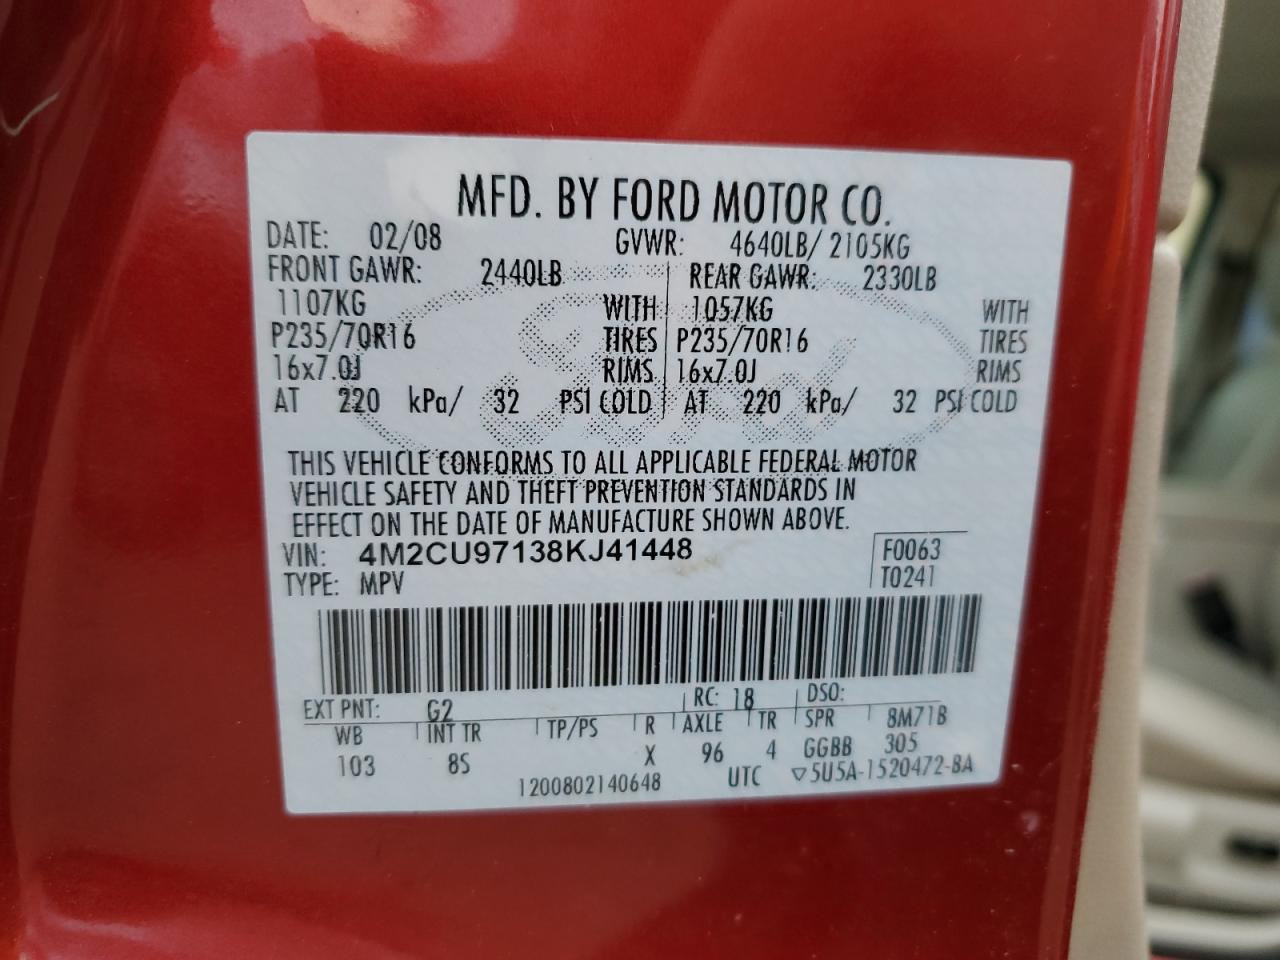 MFD. BY FORD MOTOR CO.
DATE: 02/08 GVWR: 4640LB/ 2105KG
FRONT GAWR: 2440LB REAR GAWR: 2330LB
1107KG WITH 1057KG WITH
P235/70R16 TIRES P235/70R16 TIRES
16x7.0J RIMS 16x7.0J RIMS
AT 220 kPa/ 32 PSI COLD AT 220 kPa/ 32 PSI COLD
Ford
THIS VEHICLE CONFORMS TO ALL APPLICABLE FEDERAL MOTOR
VEHICLE SAFETY AND THEFT PREVENTION STANDARDS IN
EFFECT ON THE DATE OF MANUFACTURE SHOWN ABOVE.
VIN: 4M2CU97138KJ41448 F0063
TYPE: MPV T0241
EXT PNT: G2 RC: 18 DSO:
WB INT TR TP/PS R AXLE TR SPR 8M71B
103 8S X 96 4 GGBB 305
1200802140648 UTC ▽5U5A-1520472-BA